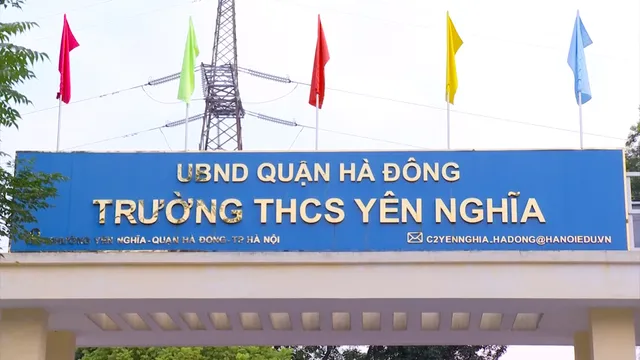 UBND QUẬN HÀ ĐÔNG
TRƯỜNG THCS YÊN NGHĨA
PHƯỜNG YÊN NGHĨA - QUẬN HÀ ĐÔNG - TP HÀ NỘI
C2YENNGHIA.HADONG@HANOIEDU.VN